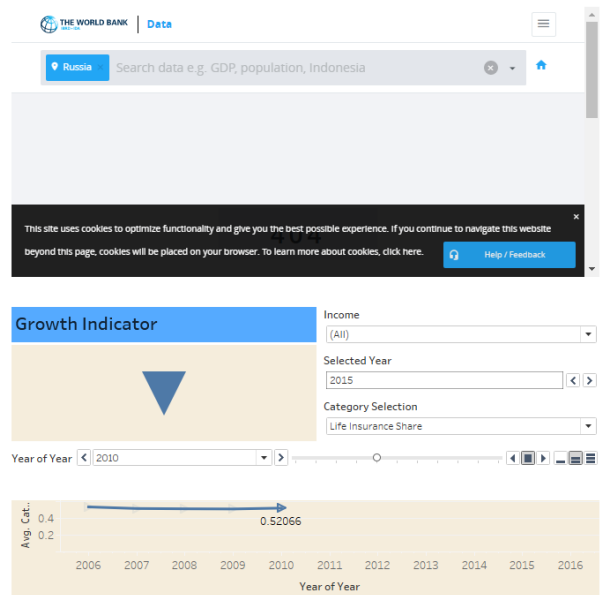 THE WORLD BANK
IBRD • IDA
Data
Russia ×
Search data e.g. GDP, population, Indonesia
404
This site uses cookies to optimize functionality and give you the best possible experience. If you continue to navigate this website
beyond this page, cookies will be placed on your browser. To learn more about cookies, click here.
×
Help / Feedback
Growth Indicator
Income
(All)
Selected Year
2015
Category Selection
Life Insurance Share
Year of Year
2010
Avg. Cat..
0.4
0.2
0.52066
2006 2007 2008 2009 2010 2011 2012 2013 2014 2015 2016
Year of Year